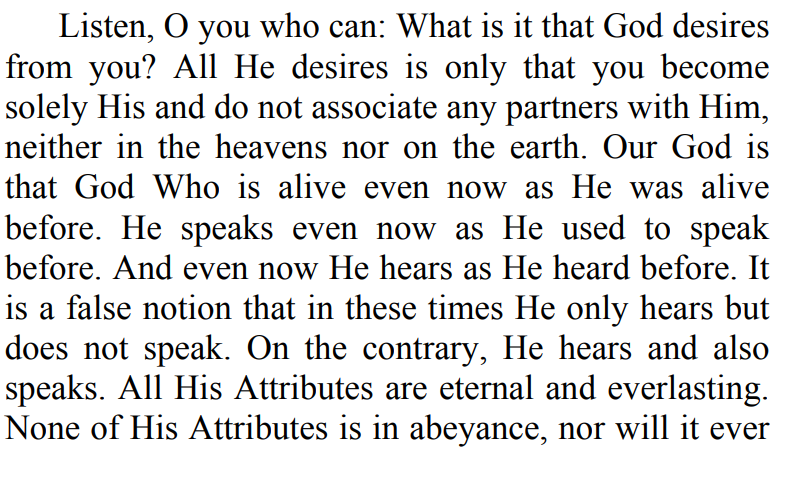 Listen, O you who can: What is it that God desires
from you? All He desires is only that you become
solely His and do not associate any partners with Him,
neither in the heavens nor on the earth. Our God is
that God Who is alive even now as He was alive
before. He speaks even now as He used to speak
before. And even now He hears as He heard before. It
is a false notion that in these times He only hears but
does not speak. On the contrary, He hears and also
speaks. All His Attributes are eternal and everlasting.
None of His Attributes is in abeyance, nor will it ever